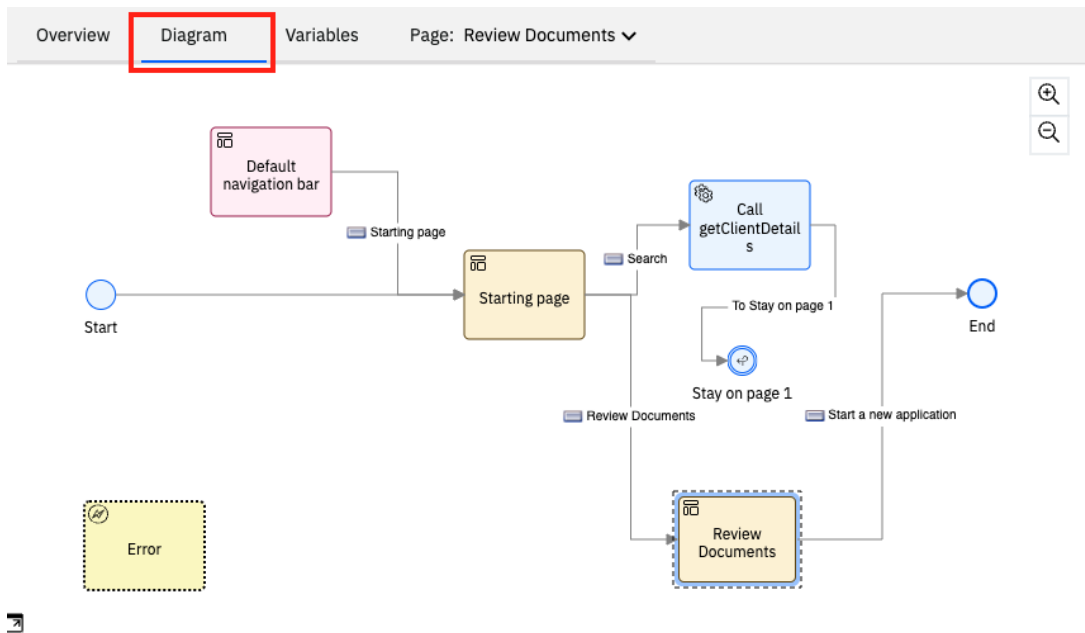 Overview Diagram Variables Page: Review Documents
Default
navigation bar
Starting page
Call
getClientDetail
s
Search
Starting page
To Stay on page 1
Start
End
Stay on page 1
Review Documents
Start a new application
Error
Review
Documents